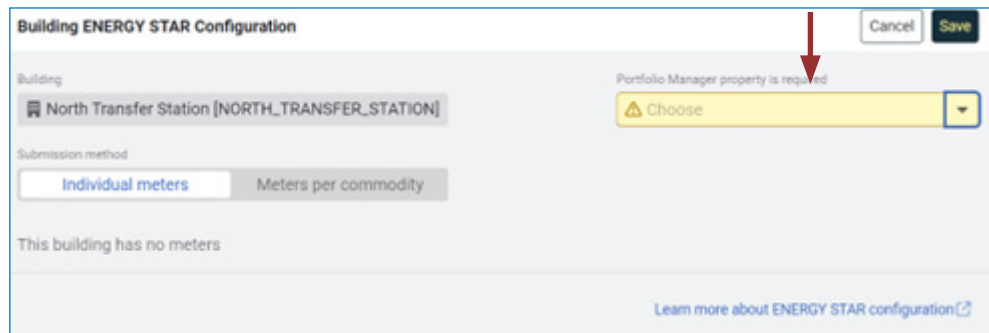 Building ENERGY STAR Configuration
Cancel
Save
Building
Portfolio Manager property is required
North Transfer Station [NORTH_TRANSFER_STATION]
Choose
Submission method
Individual meters
Meters per commodity
This building has no meters
Learn more about ENERGY STAR configuration